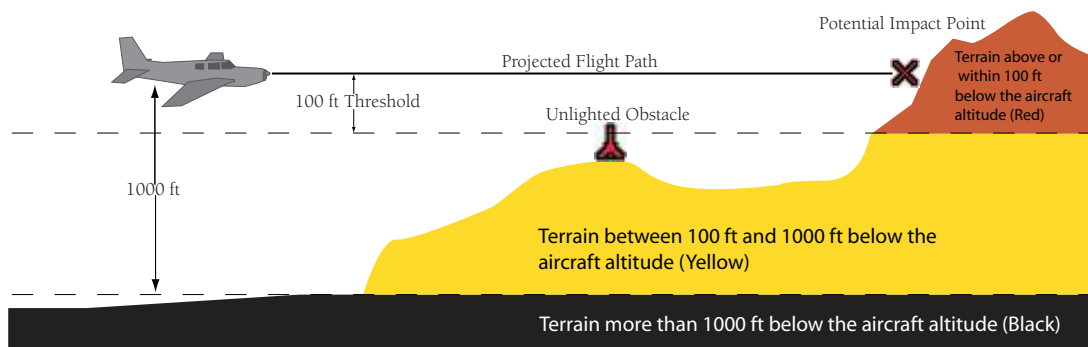 Potential Impact Point
Projected Flight Path
Terrain above or
within 100 ft
below the aircraft
altitude (Red)
100 ft Threshold
Unlighted Obstacle
1000 ft
Terrain between 100 ft and 1000 ft below the
aircraft altitude (Yellow)
Terrain more than 1000 ft below the aircraft altitude (Black)